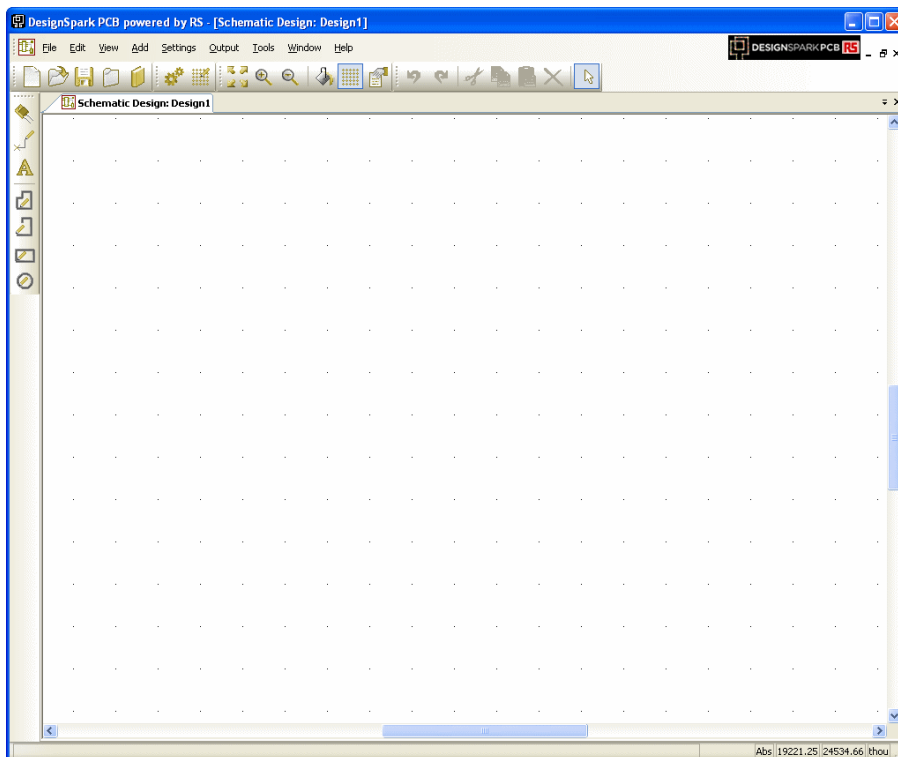 DesignSpark PCB powered by RS - [Schematic Design: Design1]
File Edit View Add Settings Output Tools Window Help
DESIGNSPARK PCB RS
Schematic Design: Design1
A
Abs 19221.25 24534.66 thou